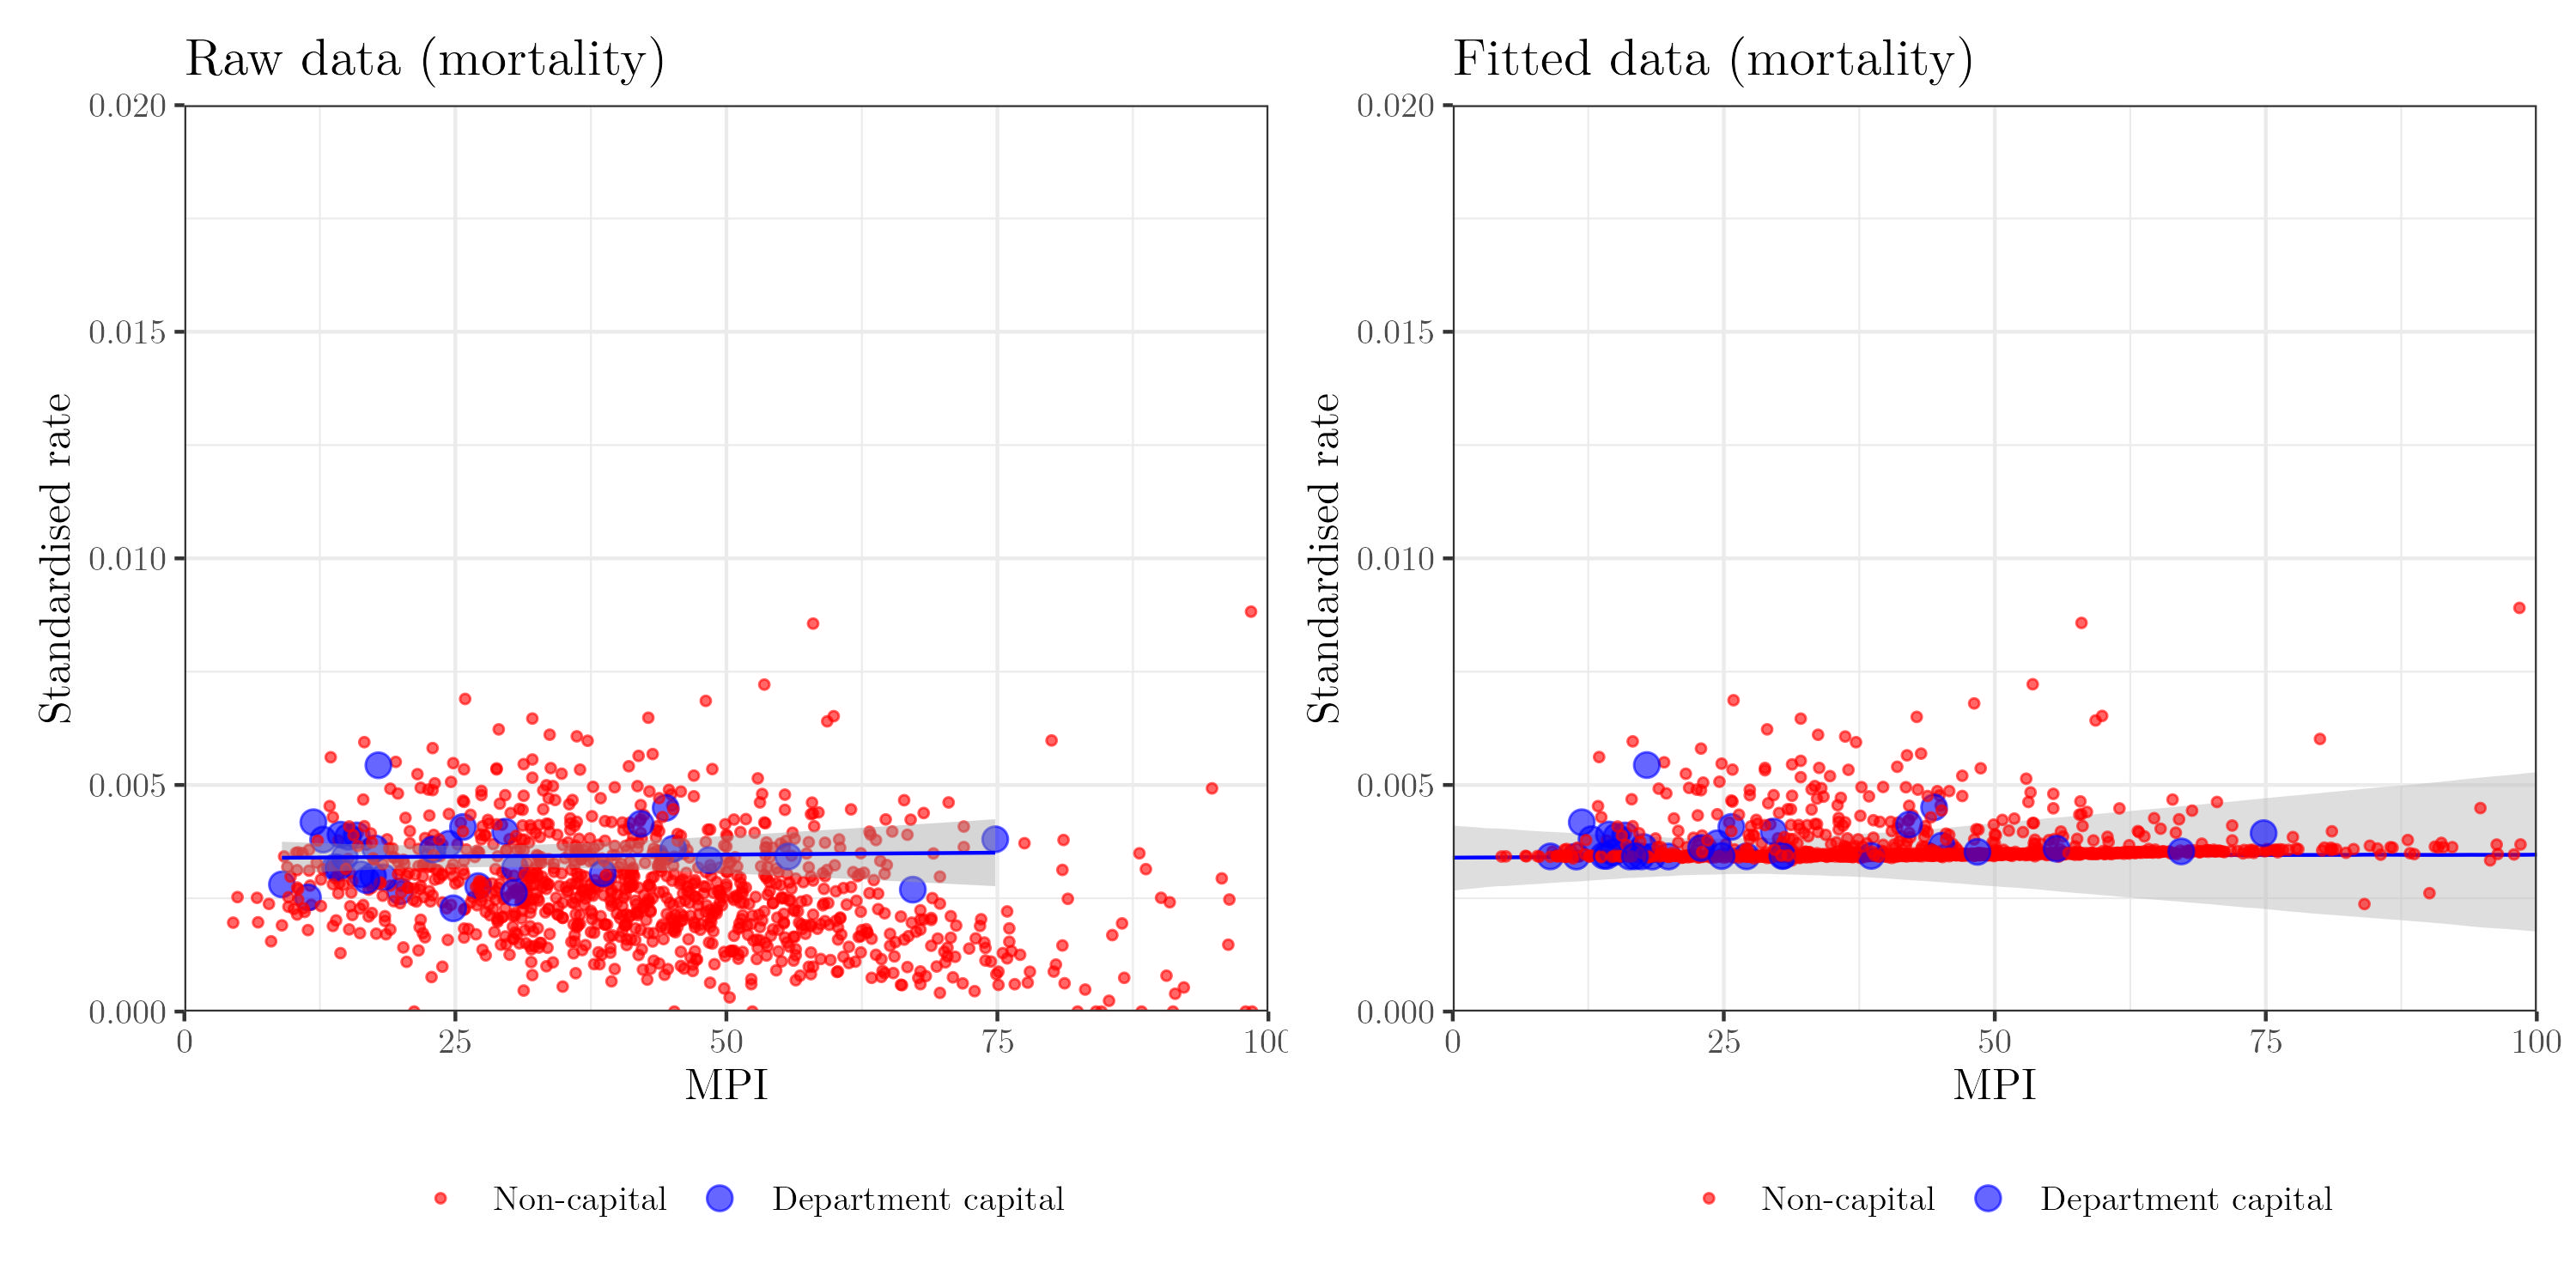 Raw data (mortality)
0.020
0.015
0.010
0.005
0.000
Standardised rate
0
25
50
75
100
MPI
Non-capital
Department capital
Fitted data (mortality)
0.020
0.015
0.010
0.005
0.000
Standardised rate
0
25
50
75
100
MPI
Non-capital
Department capital